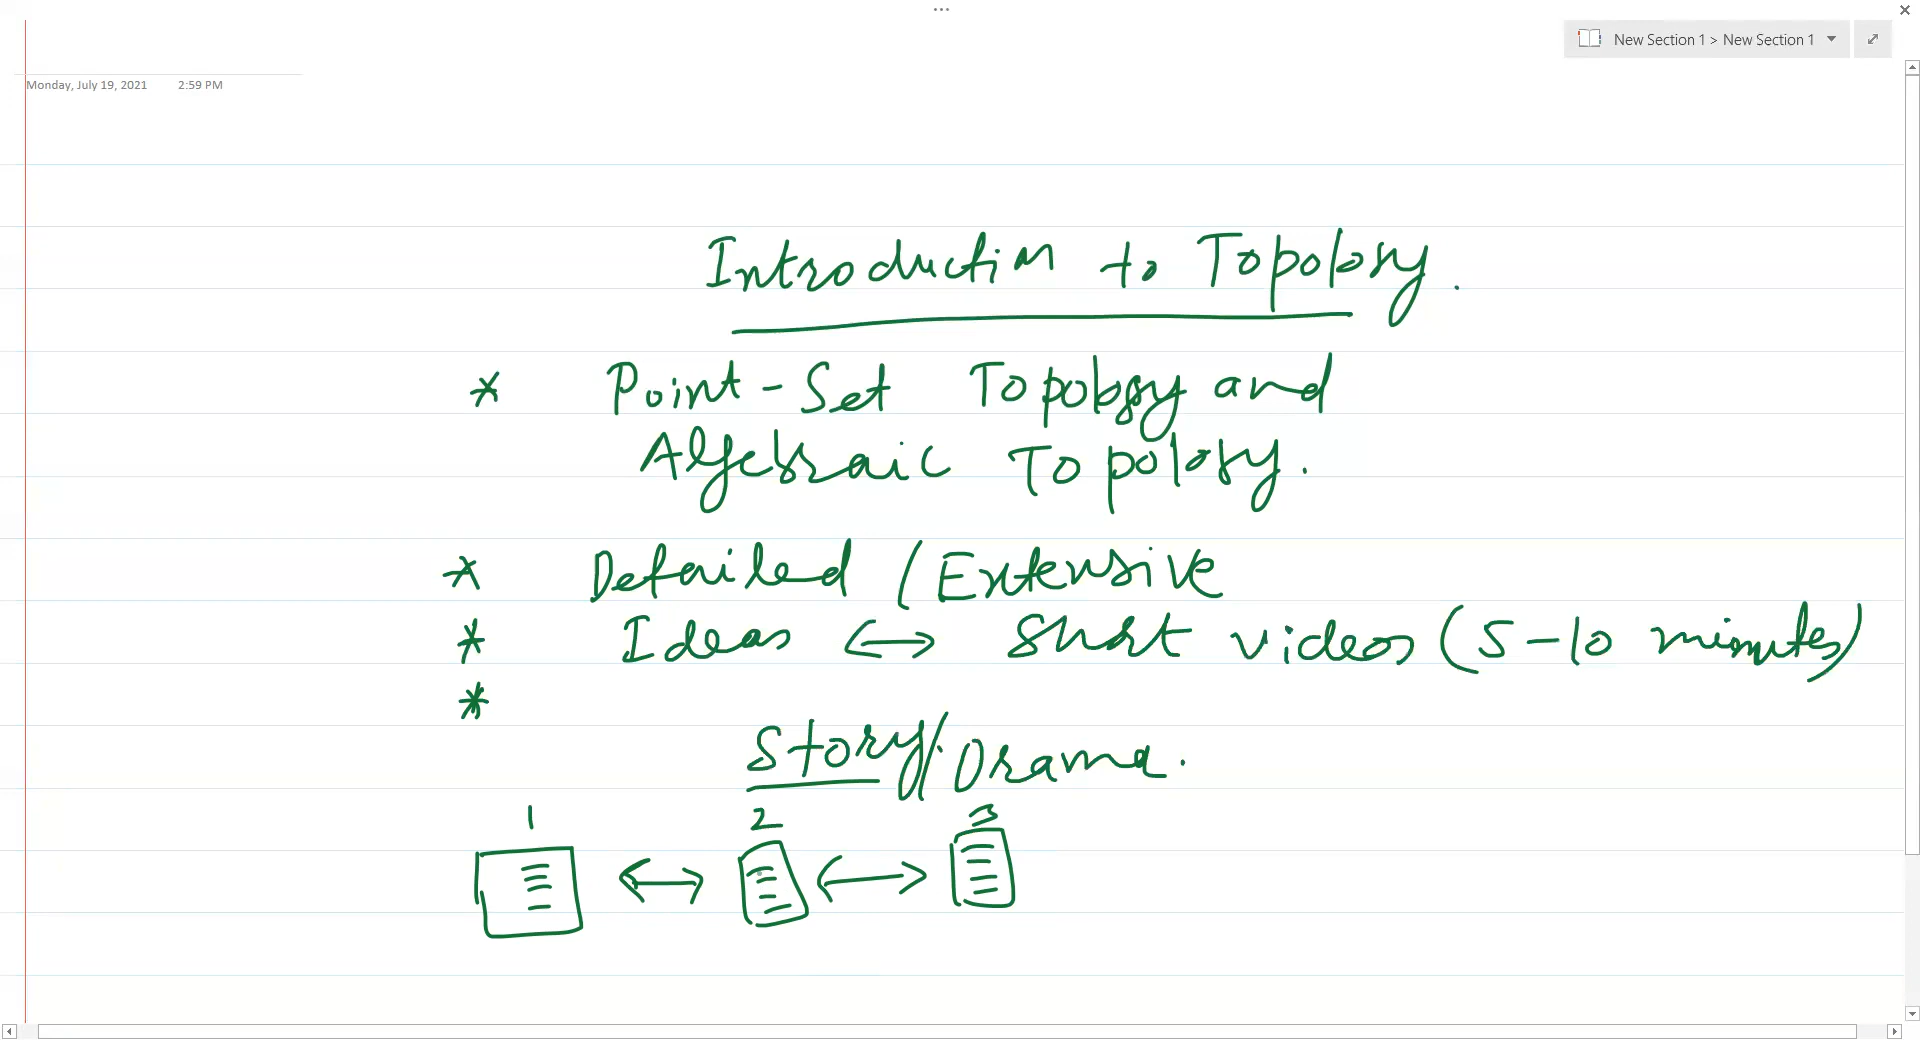 New Section 1 > New Section 1
Monday, July 19, 2021 2:59 PM
Introduction to Topology.
* Point-Set Topology and
Algebraic Topology.
* Detailed / Extensive
* Ideas <-> Short videos (5-10 minutes)
*
Story/Drama.
1 2 3